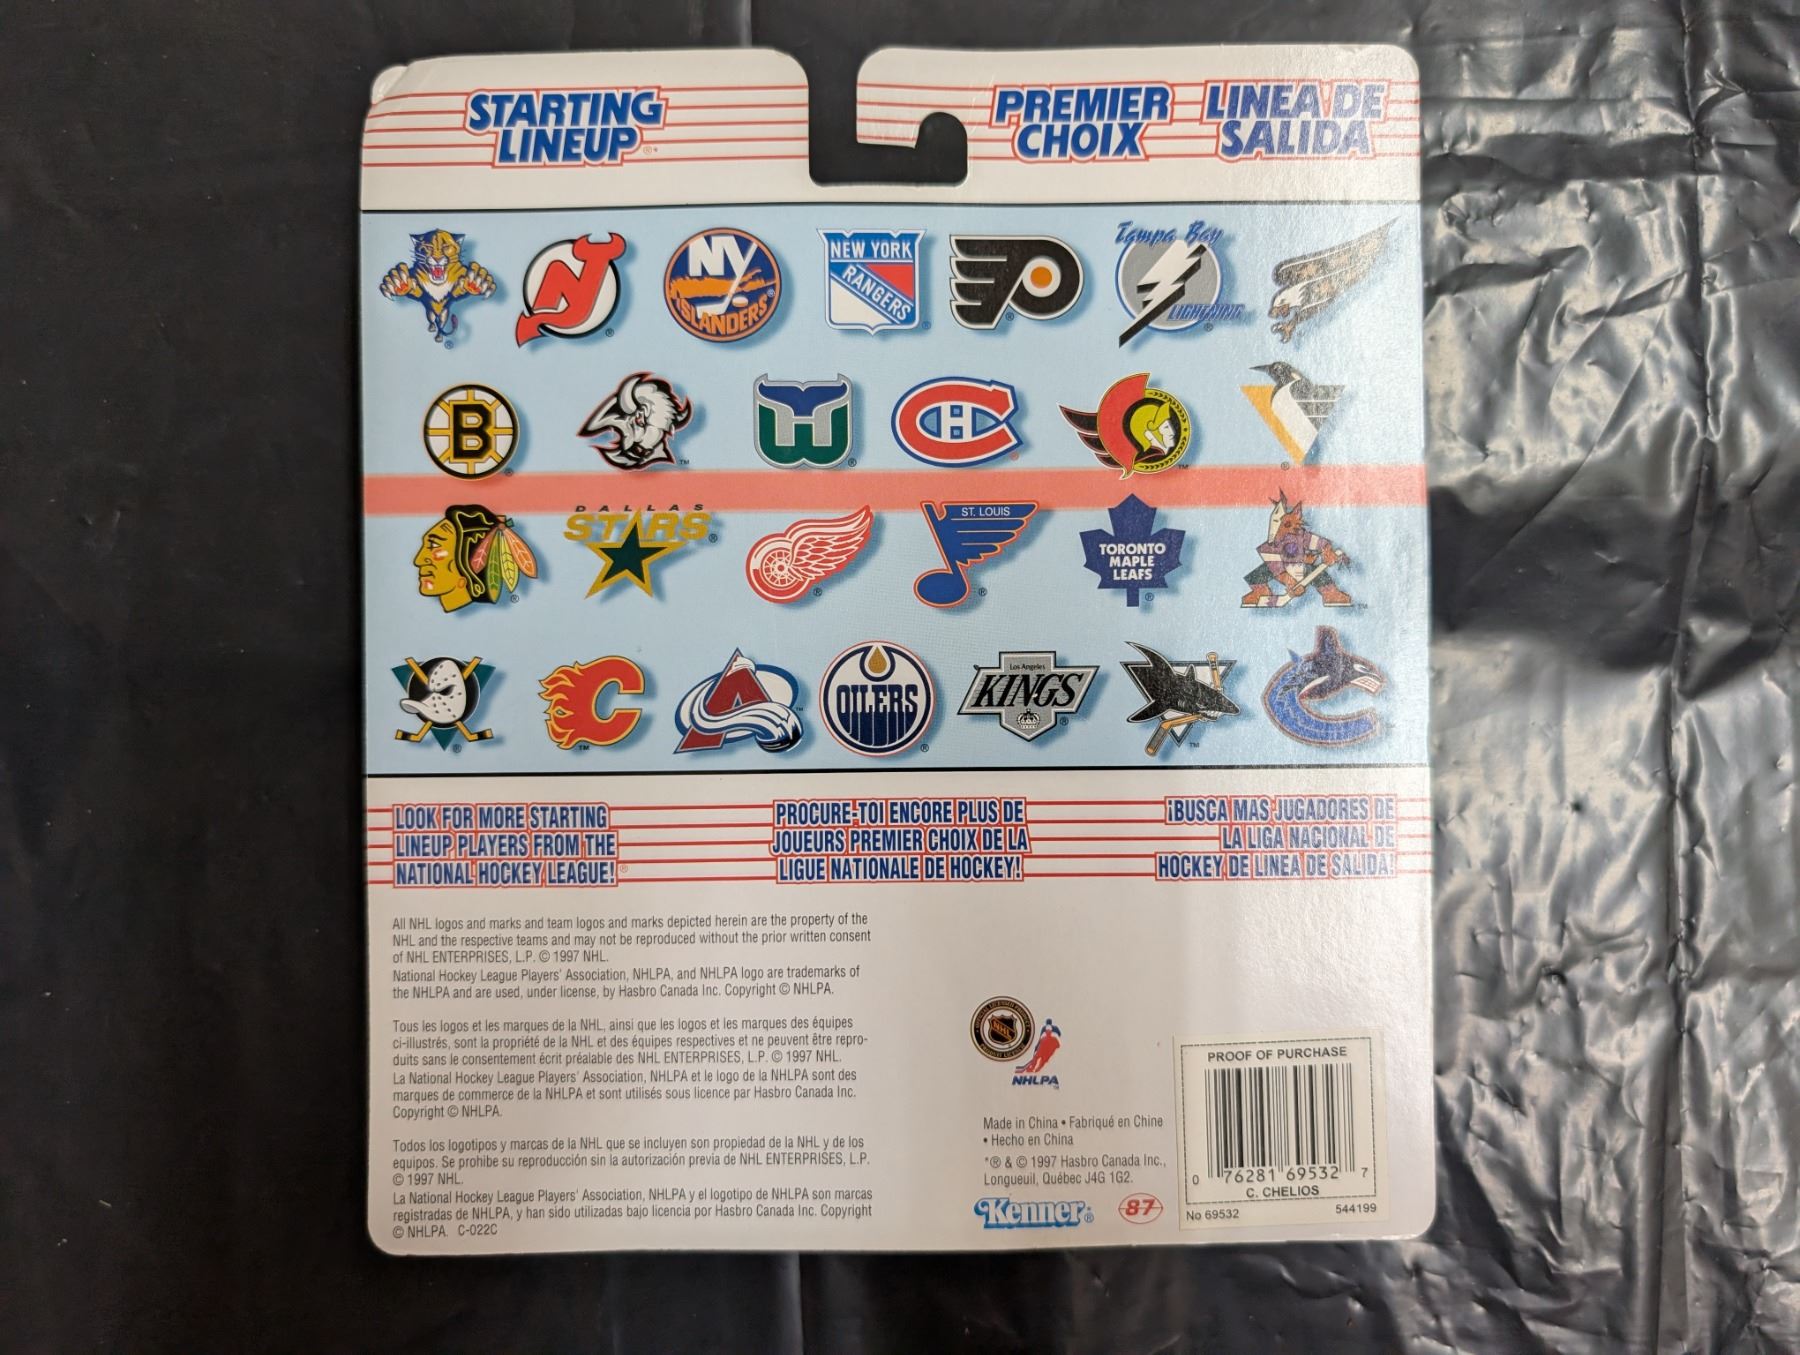 STARTING
LINEUP ®*
PREMIER
CHOIX
LINEA DE
SALIDA
NY
ISLANDERS
NEW YORK
RANGERS
Tampa Bay
LIGHTNING
B
C H
DALLAS
STARS
ST. LOUIS
TORONTO
MAPLE
LEAFS
C
A
OILERS
Los Angeles
KINGS
LOOK FOR MORE STARTING
LINEUP PLAYERS FROM THE
NATIONAL HOCKEY LEAGUE!®
PROCURE-TOI ENCORE PLUS DE
JOUEURS PREMIER CHOIX DE LA
LIGUE NATIONALE DE HOCKEY!
¡BUSCA MAS JUGADORES DE
LA LIGA NACIONAL DE
HOCKEY DE LINEA DE SALIDA!
All NHL logos and marks and team logos and marks depicted herein are the property of the
NHL and the respective teams and may not be reproduced without the prior written consent
of NHL ENTERPRISES, L.P. © 1997 NHL.
National Hockey League Players' Association, NHLPA, and NHLPA logo are trademarks of
the NHLPA and are used, under license, by Hasbro Canada Inc. Copyright © NHLPA.
Tous les logos et les marques de la NHL, ainsi que les logos et les marques des équipes
ci-illustrés, sont la propriété de la NHL et des équipes respectives et ne peuvent être repro-
duits sans le consentement écrit préalable des NHL ENTERPRISES, L.P. © 1997 NHL.
La National Hockey League Players' Association, NHLPA et le logo de la NHLPA sont des
marques de commerce de la NHLPA et sont utilisés sous licence par Hasbro Canada Inc.
Copyright © NHLPA.
Todos los logotipos y marcas de la NHL que se incluyen son propiedad de la NHL y de los
equipos. Se prohibe su reproducción sin la autorización previa de NHL ENTERPRISES, L.P.
© 1997 NHL.
La National Hockey League Players' Association, NHLPA y el logotipo de NHLPA son marcas
registradas de NHLPA, y han sido utilizadas bajo licencia por Hasbro Canada Inc. Copyright
© NHLPA. C-022C
NHL
NHLPA
Made in China • Fabriqué en Chine
• Hecho en China
*® & © 1997 Hasbro Canada Inc.,
Longueuil, Québec J4G 1G2.
Kenner®
87
PROOF OF PURCHASE
0 76281 69532 7
C. CHELIOS
No 69532
544199